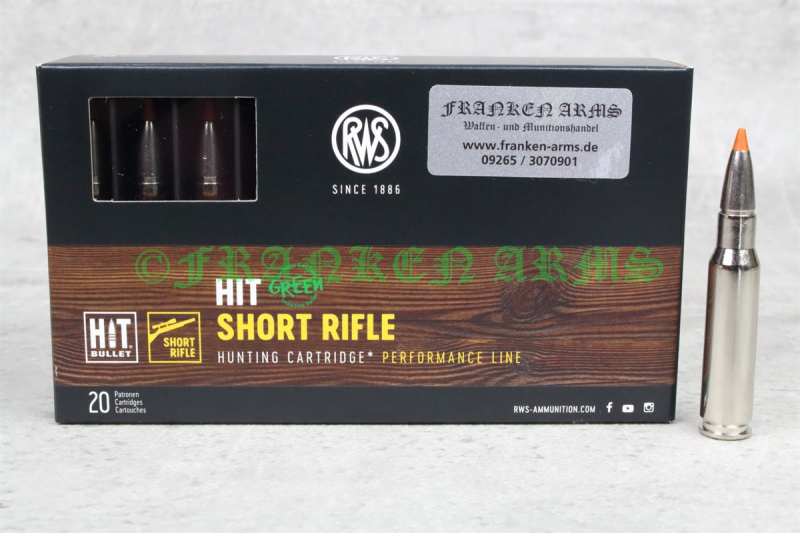 RWS
SINCE 1886
FRANKEN ARMS
Waffen- und Munitionshandel
www.franken-arms.de
09265 / 3070901
©FRANKEN ARMS
HIT
GREEN
SHORT RIFLE
HUNTING CARTRIDGE* PERFORMANCE LINE
HIT
BULLET
SHORT
RIFLE
20 Patronen
Cartridges
Cartouches
RWS-AMMUNITION.COM